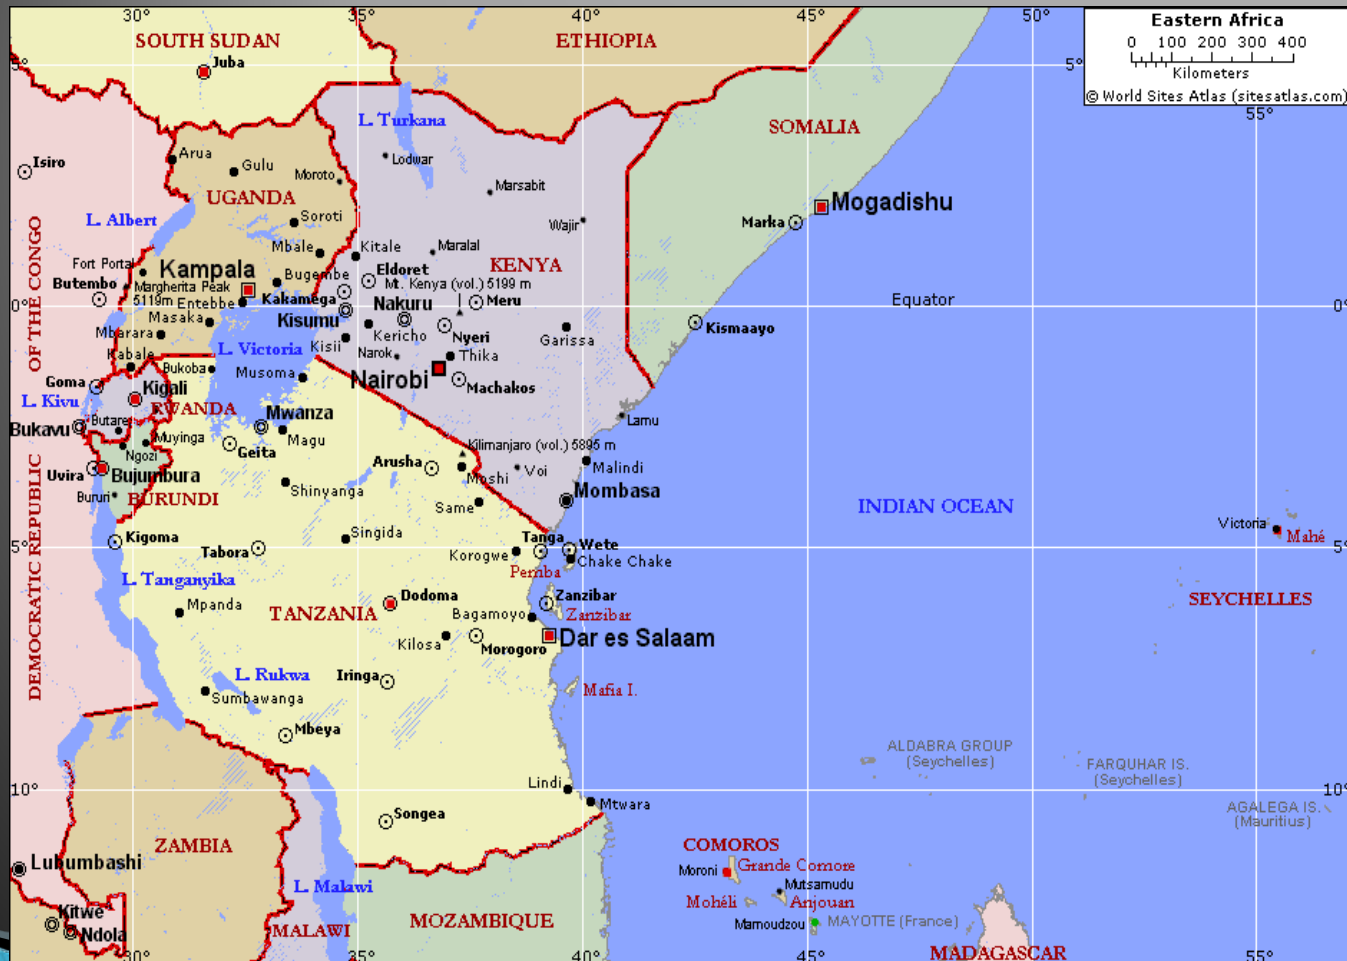 30°
35°
40°
45°
50°
Eastern Africa
0 100 200 300 400
Kilometers
© World Sites Atlas (sitesatlas.com)
SOUTH SUDAN
ETHIOPIA
Juba
5°
5°
55°
L. Turkana
SOMALIA
Isiro
Arua
Gulu
Lodwar
Moroto
Marsabit
UGANDA
Mogadishu
L. Albert
Soroti
Wajir
Marka
Mbale
Kitale
Maralal
Fort Portal
Kampala
Bugembe
Eldoret
KENYA
Butembo
Margherita Peak
5119m
Entebbe
Kakamega
Mt. Kenya (vol.) 5199 m
Meru
Nakuru
Equator
0°
0°
Masaka
Kisumu
Kericho
Nyeri
Garissa
Kismaayo
Mbarara
Kisii
L. Victoria
Kabale
Narok
Thika
Bukoba
Musoma
Nairobi
Machakos
Goma
Kigali
L. Kivu
RWANDA
Butare
Mwanza
Lamu
Bukavu
Muyinga
Magu
Ngozi
Geita
Kilimanjaro (vol.) 5895 m
Arusha
Moshi
Voi
Malindi
Uvira
Bujumbura
Shinyanga
Mombasa
Bururi
BURUNDI
Same
INDIAN OCEAN
Victoria
Mahé
Kigoma
Singida
Tanga
Wete
5°
5°
Tabora
Korogwe
Chake Chake
Pemba
L. Tanganyika
Mpanda
Dodoma
Zanzibar
SEYCHELLES
TANZANIA
Bagamoyo
Zanzibar
Kilosa
Morogoro
Dar es Salaam
L. Rukwa
Iringa
Mafia I.
Sumbawanga
Mbeya
DEMOCRATIC REPUBLIC OF THE CONGO
ALDABRA GROUP
(Seychelles)
FARQUHAR IS.
(Seychelles)
Lindi
10°
10°
Mtwara
AGALEGA IS.
(Mauritius)
Songea
ZAMBIA
COMOROS
Lubumbashi
Moroni
Grande Comore
L. Malawi
Mutsamudu
Mohéli
Anjouan
Kitwe
MOZAMBIQUE
Mamoudzou
MAYOTTE (France)
Ndola
MALAWI
MADAGASCAR
30°
35°
40°
45°
55°